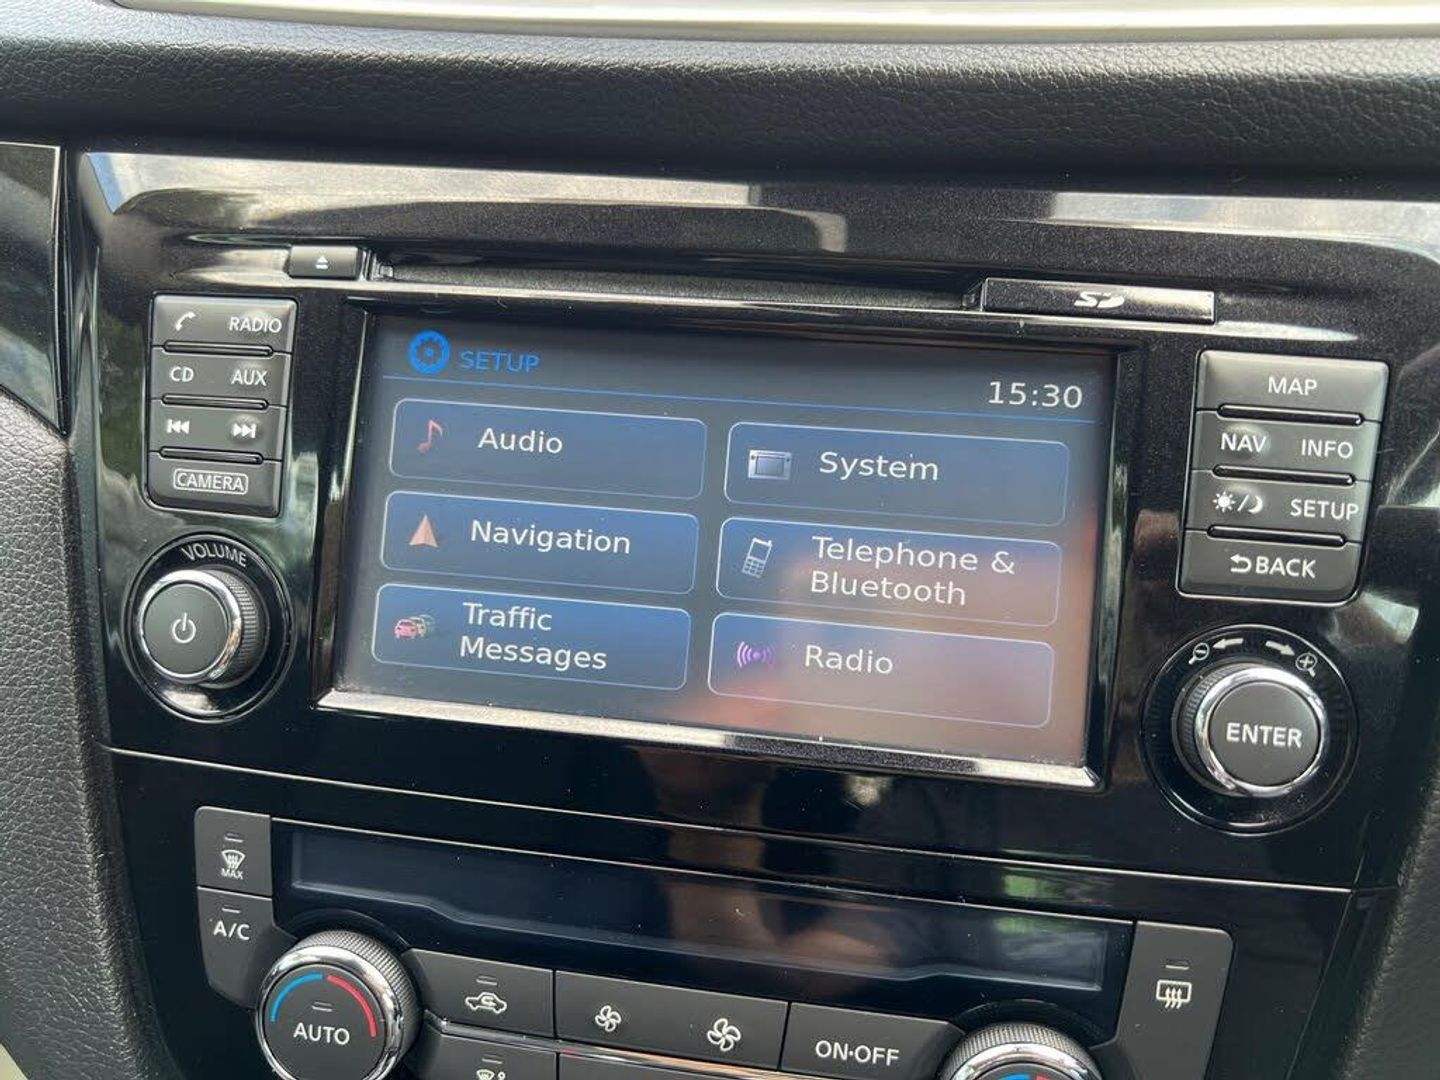 RADIO
CD AUX
CAMERA
VOLUME
SD
SETUP
15:30
Audio
System
Navigation
Telephone &
Bluetooth
Traffic
Messages
Radio
MAP
NAV INFO
SETUP
BACK
ENTER
MAX
A/C
AUTO
ON·OFF